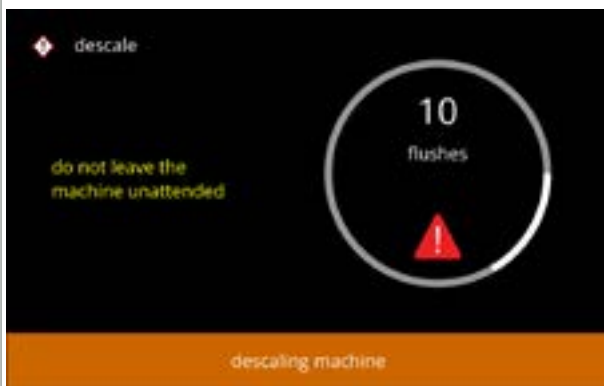 descale
do not leave the
machine unattended
10
flushes
descaling machine